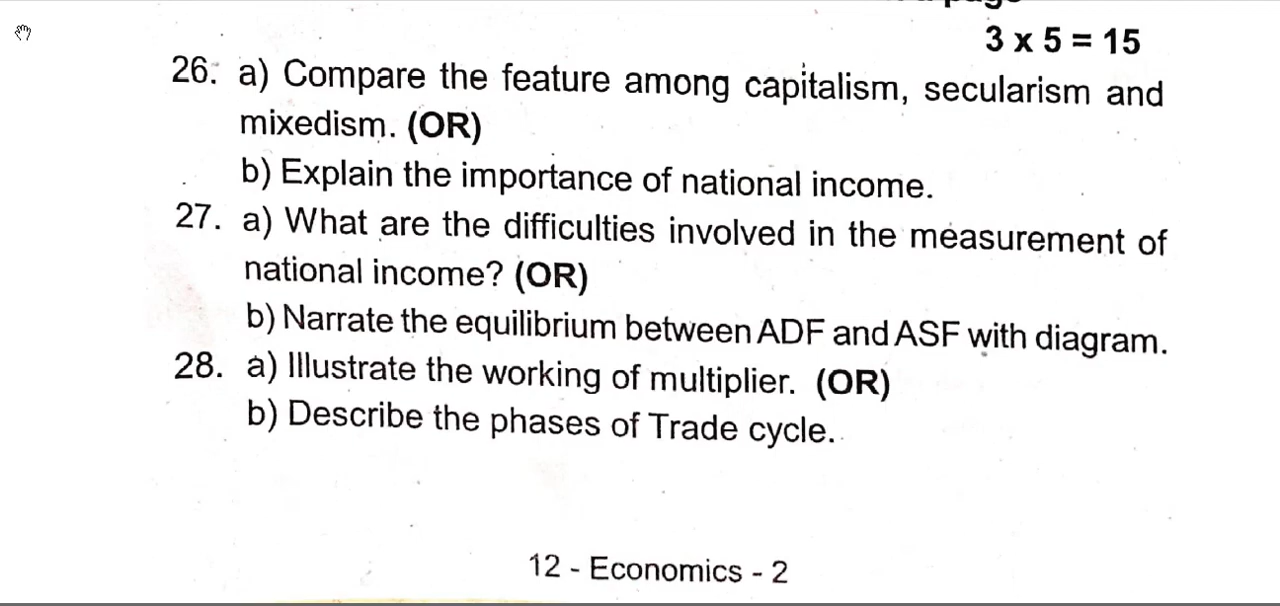 3 x 5 = 15
26. a) Compare the feature among capitalism, secularism and
mixedism. (OR)
b) Explain the importance of national income.
27. a) What are the difficulties involved in the measurement of
national income? (OR)
b) Narrate the equilibrium between ADF and ASF with diagram.
28. a) Illustrate the working of multiplier. (OR)
b) Describe the phases of Trade cycle.
12 - Economics - 2